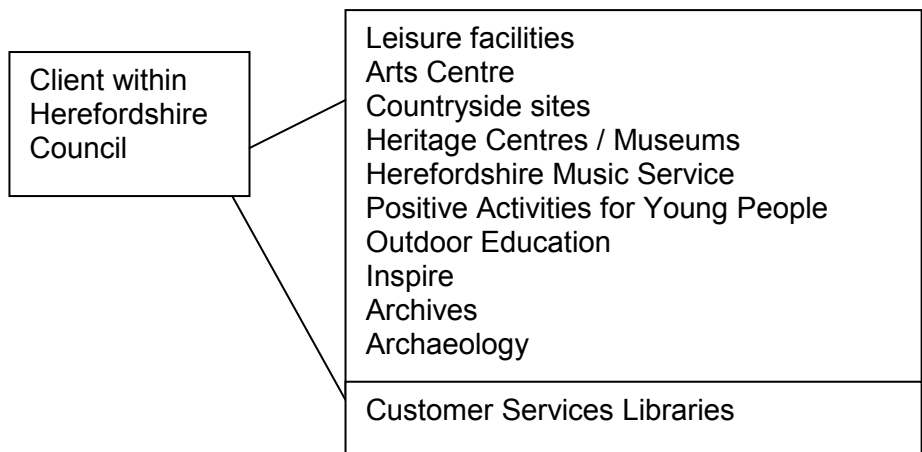 Client within
Herefordshire
Council
Leisure facilities
Arts Centre
Countryside sites
Heritage Centres / Museums
Herefordshire Music Service
Positive Activities for Young People
Outdoor Education
Inspire
Archives
Archaeology
Customer Services Libraries